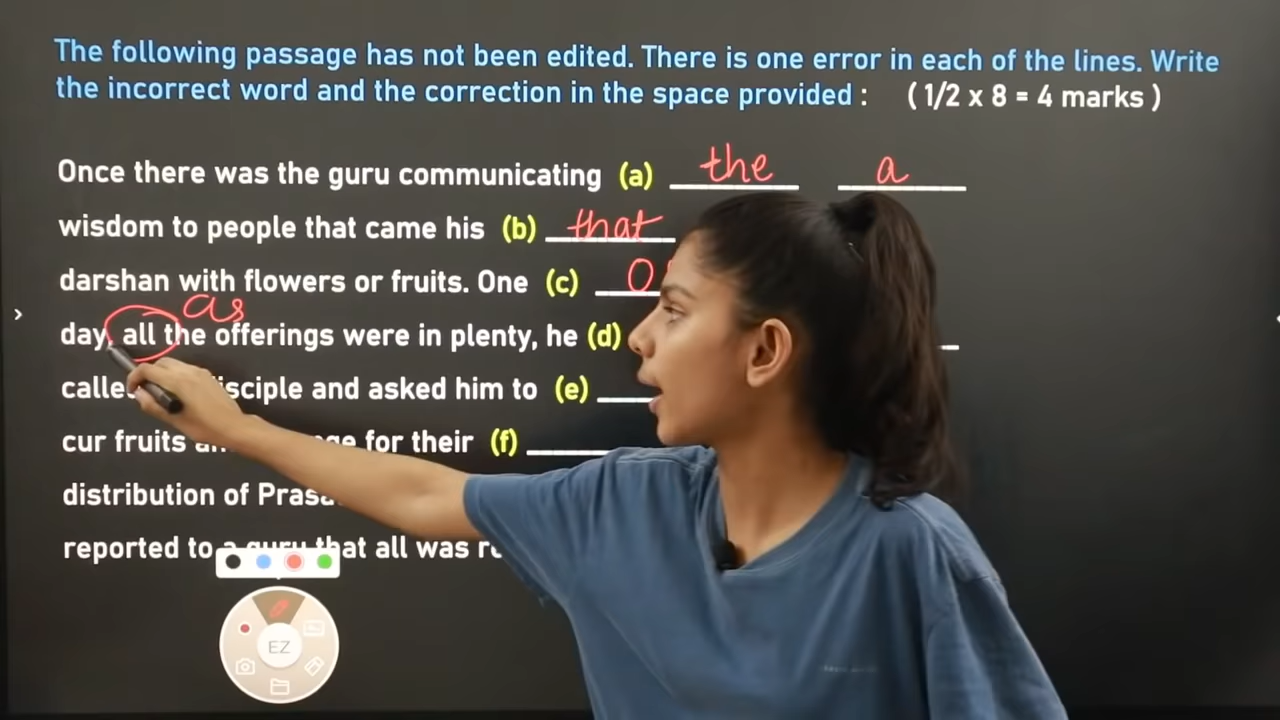 The following passage has not been edited. There is one error in each of the lines. Write
the incorrect word and the correction in the space provided : ( 1/2 x 8 = 4 marks )
Once there was the guru communicating (a) the a
wisdom to people that came his (b) that
darshan with flowers or fruits. One (c)
as
day, all the offerings were in plenty, he (d)
disciple and asked him to (e)
cur fruits for their (f)
distribution of
reported to a guru that all was
EZ